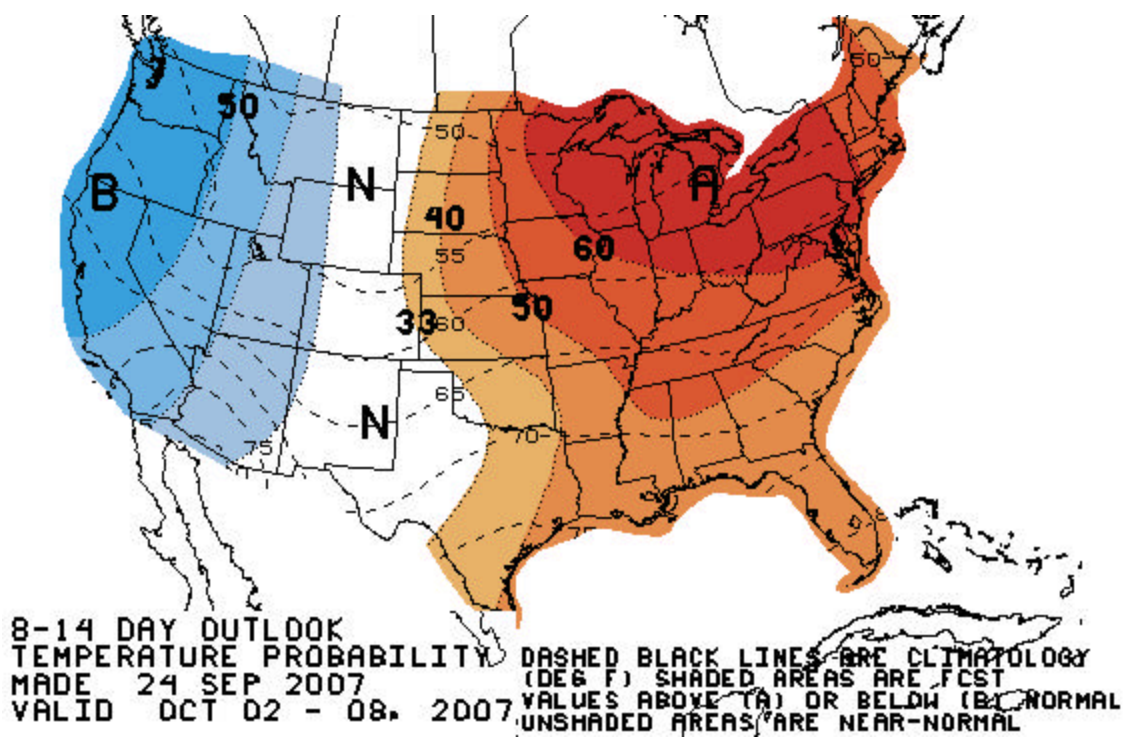 50
50
50
B
N
A
40
60
55
50
33
60
65
N
70
8-14 DAY OUTLOOK
TEMPERATURE PROBABILITY
MADE 24 SEP 2007
VALID OCT 02 - 08, 2007
DASHED BLACK LINES ARE CLIMATOLOGY
(DEG F) SHADED AREAS ARE FCST
VALUES ABOVE (A) OR BELOW (B) NORMAL
UNSHADED AREAS ARE NEAR-NORMAL